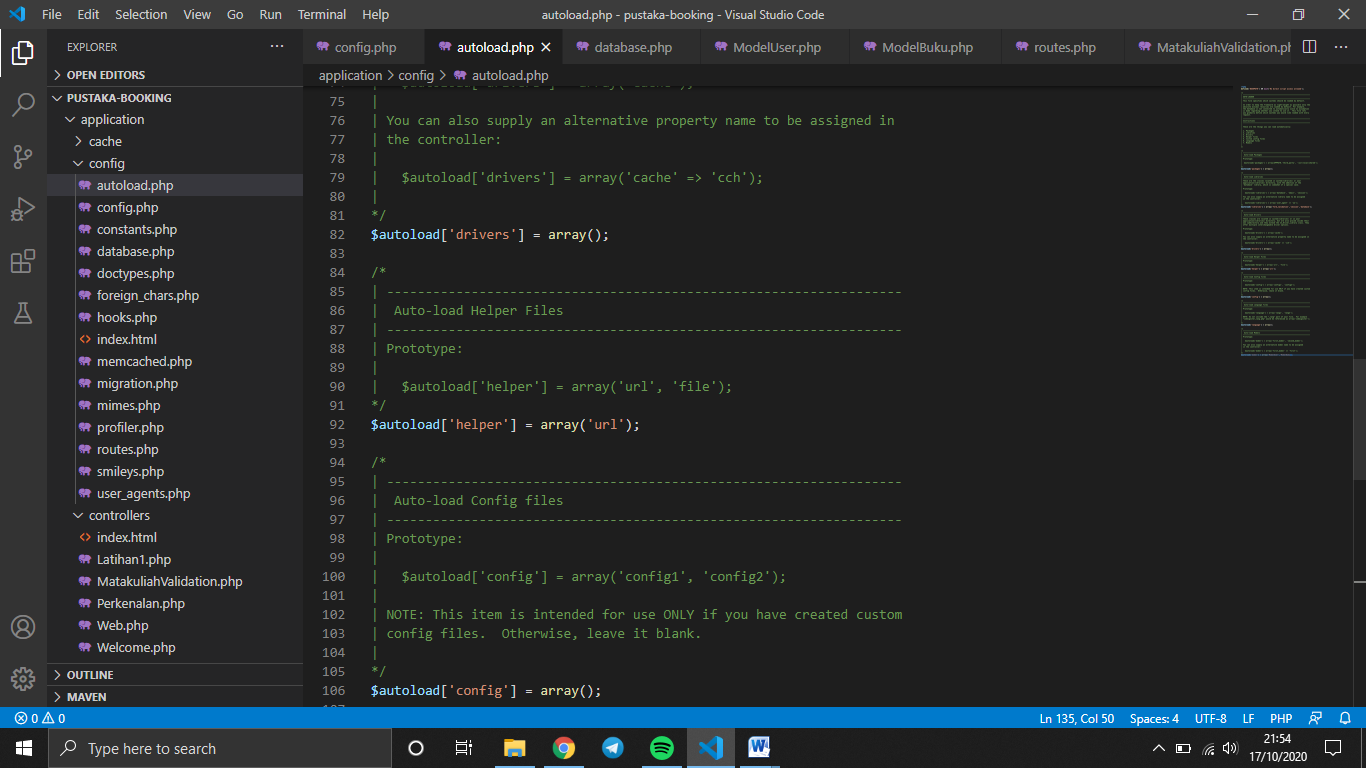 File Edit Selection View Go Run Terminal Help
autoload.php - pustaka-booking - Visual Studio Code
EXPLORER
OPEN EDITORS
PUSTAKA-BOOKING
application
cache
config
autoload.php
config.php
constants.php
database.php
doctypes.php
foreign_chars.php
hooks.php
index.html
memcached.php
migration.php
mimes.php
profiler.php
routes.php
smileys.php
user_agents.php
controllers
index.html
Latihan1.php
MatakuliahValidation.php
Perkenalan.php
Web.php
Welcome.php
OUTLINE
MAVEN
config.php autoload.php database.php ModelUser.php ModelBuku.php routes.php MatakuliahValidation.ph
application > config > autoload.php
75 |
76 | You can also supply an alternative property name to be assigned in
77 | the controller:
78 |
79 | $autoload['drivers'] = array('cache' => 'cch');
80 |
81 */
82 $autoload['drivers'] = array();
83
84 /*
85 | -------------------------------------------------------------------
86 | Auto-load Helper Files
87 | -------------------------------------------------------------------
88 | Prototype:
89 |
90 | $autoload['helper'] = array('url', 'file');
91 */
92 $autoload['helper'] = array('url');
93
94 /*
95 | -------------------------------------------------------------------
96 | Auto-load Config files
97 | -------------------------------------------------------------------
98 | Prototype:
99 |
100 | $autoload['config'] = array('config1', 'config2');
101 |
102 | NOTE: This item is intended for use ONLY if you have created custom
103 | config files.  Otherwise, leave it blank.
104 |
105 */
106 $autoload['config'] = array();
0 0
Ln 135, Col 50 Spaces: 4 UTF-8 LF PHP
Type here to search
21:54
17/10/2020